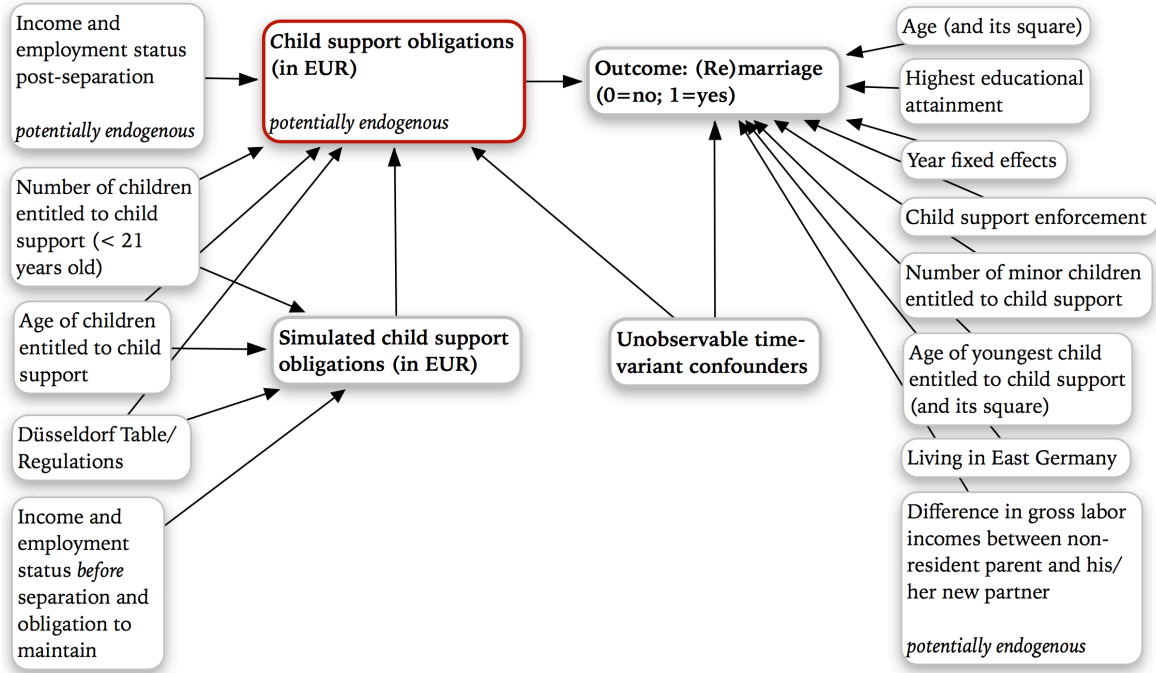 Income and
employment status
post-separation
potentially endogenous
Child support obligations
(in EUR)
potentially endogenous
Outcome: (Re)marriage
(0=no; 1=yes)
Age (and its square)
Highest educational
attainment
Year fixed effects
Child support enforcement
Number of minor children
entitled to child support
Age of youngest child
entitled to child support
(and its square)
Living in East Germany
Difference in gross labor
incomes between non-
resident parent and his/
her new partner
potentially endogenous
Number of children
entitled to child
support (< 21
years old)
Age of children
entitled to child
support
Düsseldorf Table/
Regulations
Income and
employment
status before
separation and
obligation to
maintain
Simulated child support
obligations (in EUR)
Unobservable time-
variant confounders